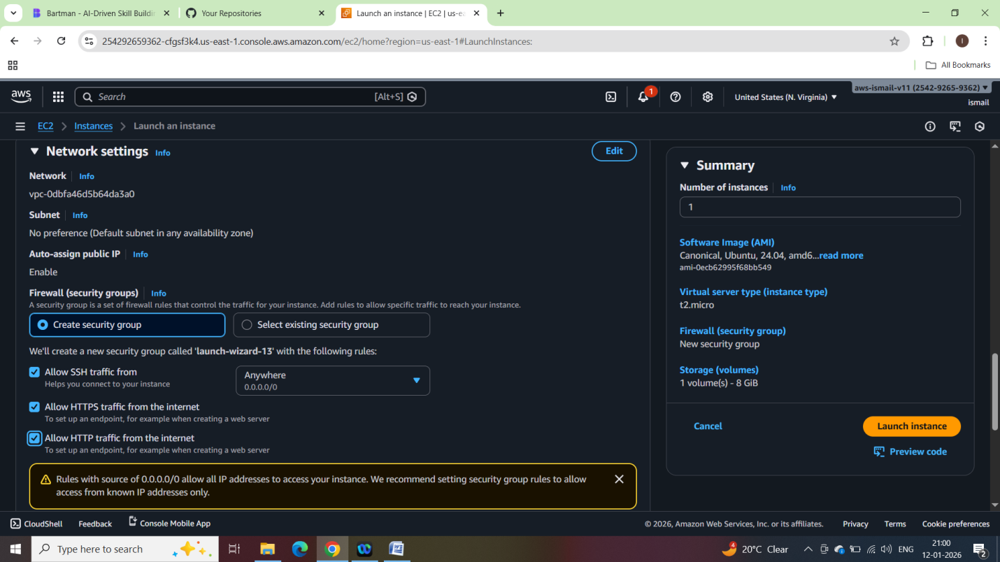 Bartman - AI-Driven Skill Buildi
Your Repositories
Launch an instance | EC2 | us-ea
254292659362-cfgsf3k4.us-east-1.console.aws.amazon.com/ec2/home?region=us-east-1#LaunchInstances:
I
All Bookmarks
aws
Search
[Alt+S]
1
United States (N. Virginia)
aws-ismail-v11 (2542-9265-9362)
ismail
EC2
Instances
Launch an instance
Network settings Info
Edit
Network Info
vpc-0dbfa46d5b64da3a0
Subnet Info
No preference (Default subnet in any availability zone)
Auto-assign public IP Info
Enable
Firewall (security groups) Info
A security group is a set of firewall rules that control the traffic for your instance. Add rules to allow specific traffic to reach your instance.
Create security group
Select existing security group
We'll create a new security group called 'launch-wizard-13' with the following rules:
Allow SSH traffic from
Helps you connect to your instance
Anywhere
0.0.0.0/0
Allow HTTPS traffic from the internet
To set up an endpoint, for example when creating a web server
Allow HTTP traffic from the internet
To set up an endpoint, for example when creating a web server
Rules with source of 0.0.0.0/0 allow all IP addresses to access your instance. We recommend setting security group rules to allow
access from known IP addresses only.
Summary
Number of instances Info
1
Software Image (AMI)
Canonical, Ubuntu, 24.04, amd6...read more
ami-0ecb62995f68bb549
Virtual server type (instance type)
t2.micro
Firewall (security group)
New security group
Storage (volumes)
1 volume(s) - 8 GiB
Cancel
Launch instance
Preview code
CloudShell
Feedback
Console Mobile App
© 2026, Amazon Web Services, Inc. or its affiliates.
Privacy
Terms
Cookie preferences
Type here to search
4
20°C Clear
ENG
21:00
12-01-2026
2